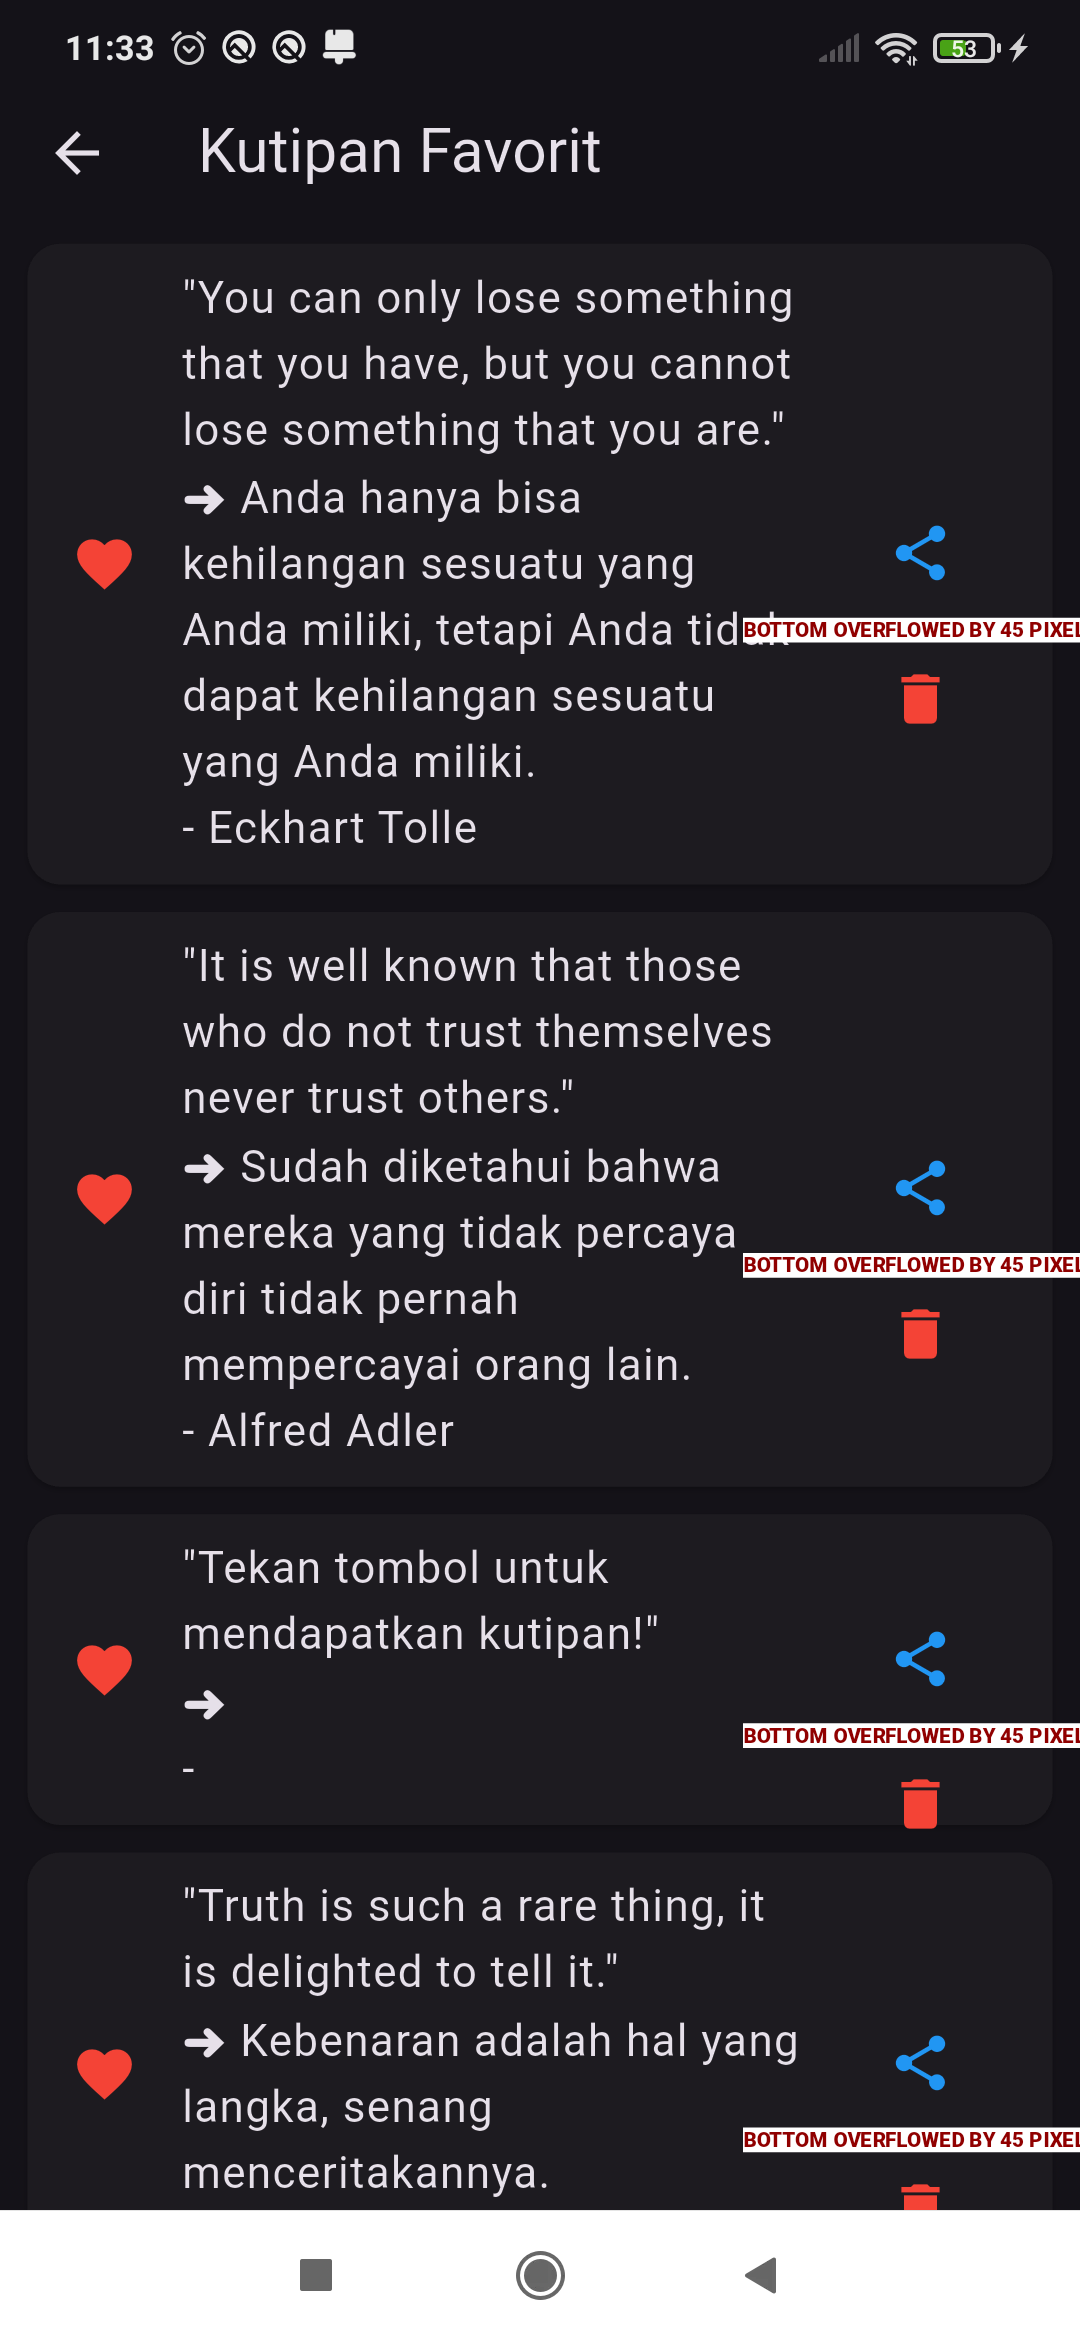 11:33
53
Kutipan Favorit
"You can only lose something
that you have, but you cannot
lose something that you are."
➜ Anda hanya bisa
kehilangan sesuatu yang
Anda miliki, tetapi Anda tidak
BOTTOM OVERFLOWED BY 45 PIXEL
dapat kehilangan sesuatu
yang Anda miliki.
- Eckhart Tolle
"It is well known that those
who do not trust themselves
never trust others."
➜ Sudah diketahui bahwa
mereka yang tidak percaya
BOTTOM OVERFLOWED BY 45 PIXEL
diri tidak pernah
mempercayai orang lain.
- Alfred Adler
"Tekan tombol untuk
mendapatkan kutipan!"
➜
BOTTOM OVERFLOWED BY 45 PIXEL
-
"Truth is such a rare thing, it
is delighted to tell it."
➜ Kebenaran adalah hal yang
langka, senang
BOTTOM OVERFLOWED BY 45 PIXEL
menceritakannya.